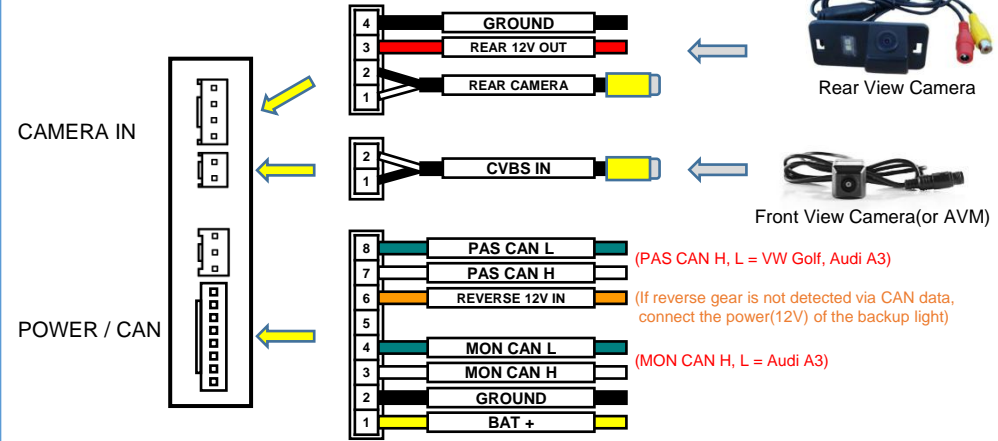 4 GROUND
3 REAR 12V OUT
2
REAR CAMERA
1
Rear View Camera
CAMERA IN
2
CVBS IN
1
Front View Camera(or AVM)
8 PAS CAN L
(PAS CAN H, L = VW Golf, Audi A3)
7 PAS CAN H
6 REVERSE 12V IN
(If reverse gear is not detected via CAN data,
connect the power(12V) of the backup light)
5
POWER / CAN
4 MON CAN L
(MON CAN H, L = Audi A3)
3 MON CAN H
2 GROUND
1 BAT +